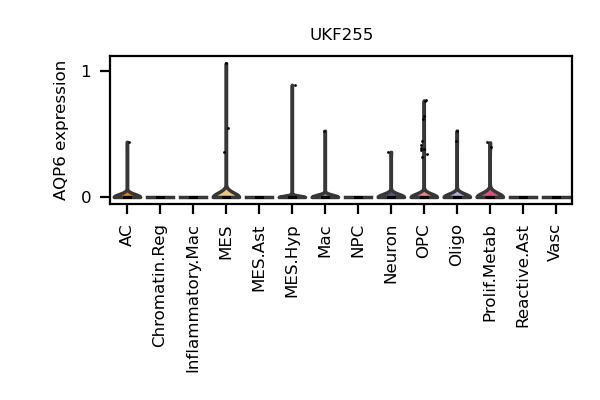 UKF255
AQP6 expression
1
0
AC
Chromatin.Reg
Inflammatory.Mac
MES
MES.Ast
MES.Hyp
Mac
NPC
Neuron
OPC
Oligo
Prolif.Metab
Reactive.Ast
Vasc